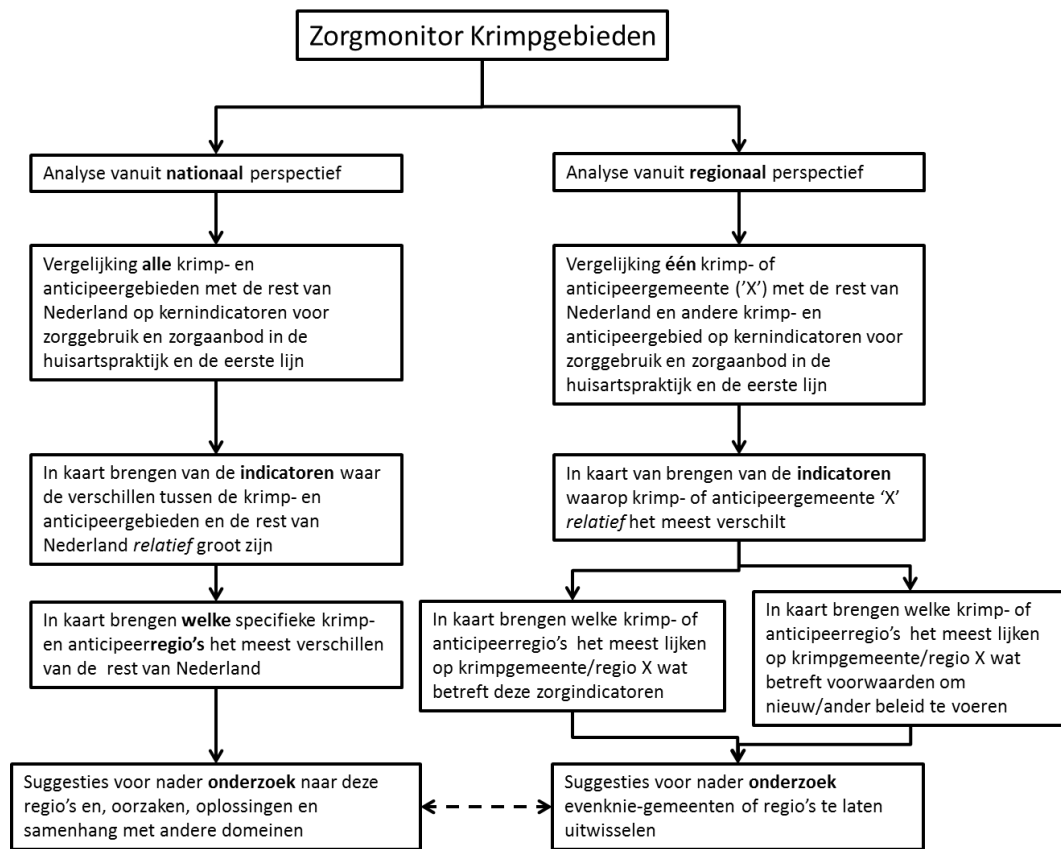 Zorgmonitor Krimpgebieden
Analyse vanuit nationaal perspectief
Vergelijking alle krimp- en
anticipeergebieden met de rest van
Nederland op kernindicatoren voor
zorggebruik en zorgaanbod in de
huisartspraktijk en de eerste lijn
In kaart brengen van de indicatoren waar
de verschillen tussen de krimp- en
anticipeergebieden en de rest van
Nederland relatief groot zijn
In kaart brengen welke specifieke krimp-
en anticipeerregio's het meest verschillen
van de rest van Nederland
Suggesties voor nader onderzoek naar deze
regio's en, oorzaken, oplossingen en
samenhang met andere domeinen
Analyse vanuit regionaal perspectief
Vergelijking één krimp- of
anticipeergemeente ('X') met de rest van
Nederland en andere krimp- en
anticipeergebied op kernindicatoren voor
zorggebruik en zorgaanbod in de
huisartspraktijk en de eerste lijn
In kaart van brengen van de indicatoren
waarop krimp- of anticipeergemeente 'X'
relatief het meest verschilt
In kaart brengen welke krimp- of
anticipeerregio's het meest lijken
op krimpgemeente/regio X wat
betreft deze zorgindicatoren
In kaart brengen welke krimp- of
anticipeerregio's het meest lijken
op krimpgemeente/regio X wat
betreft voorwaarden om
nieuw/ander beleid te voeren
Suggesties voor nader onderzoek
evenknie-gemeenten of regio's te laten
uitwisselen